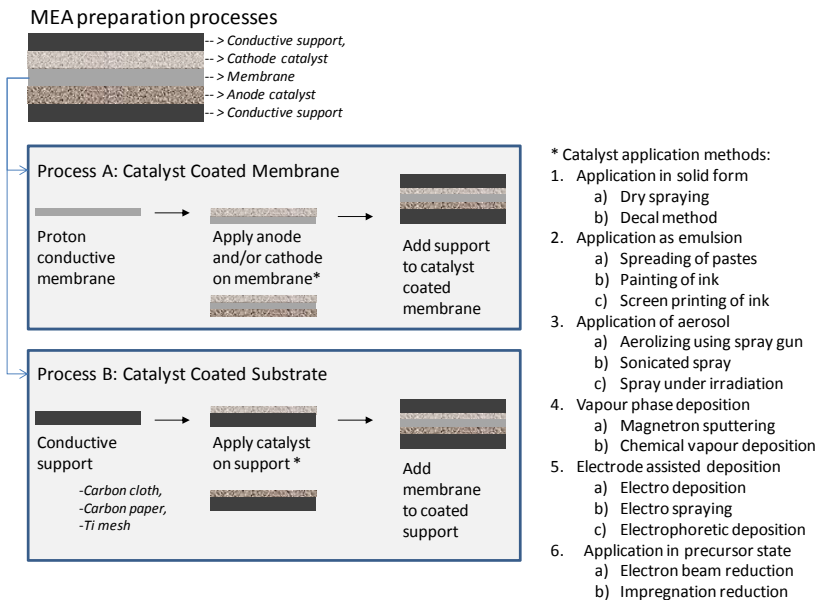 MEA preparation processes
-- > Conductive support,
-- > Cathode catalyst
-- > Membrane
-- > Anode catalyst
-- > Conductive support
Process A: Catalyst Coated Membrane
Proton
conductive
membrane
Apply anode
and/or cathode
on membrane*
Add support
to catalyst
coated
membrane
Process B: Catalyst Coated Substrate
Conductive
support
-Carbon cloth,
-Carbon paper,
-Ti mesh
Apply catalyst
on support *
Add
membrane
to coated
support
* Catalyst application methods:
1. Application in solid form
a) Dry spraying
b) Decal method
2. Application as emulsion
a) Spreading of pastes
b) Painting of ink
c) Screen printing of ink
3. Application of aerosol
a) Aerolizing using spray gun
b) Sonicated spray
c) Spray under irradiation
4. Vapour phase deposition
a) Magnetron sputtering
b) Chemical vapour deposition
5. Electrode assisted deposition
a) Electro deposition
b) Electro spraying
c) Electrophoretic deposition
6. Application in precursor state
a) Electron beam reduction
b) Impregnation reduction